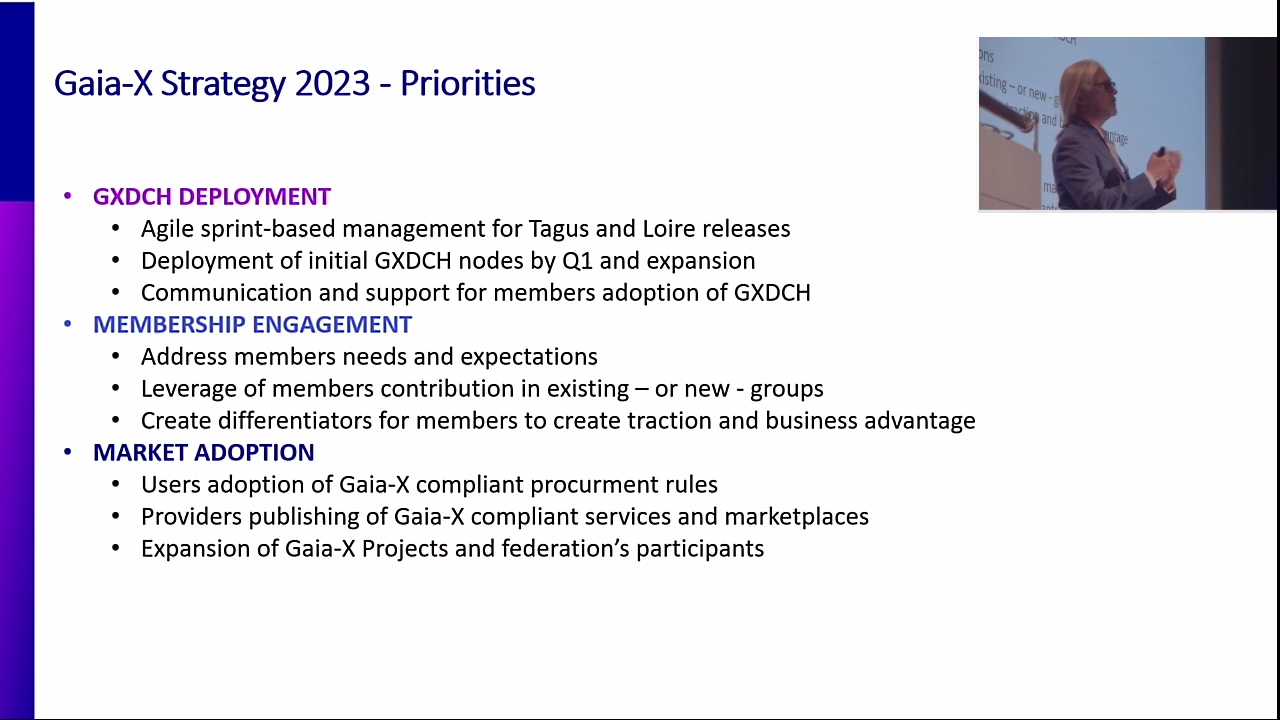 Gaia-X Strategy 2023 - Priorities
• GXDCH DEPLOYMENT
• Agile sprint-based management for Tagus and Loire releases
• Deployment of initial GXDCH nodes by Q1 and expansion
• Communication and support for members adoption of GXDCH
• MEMBERSHIP ENGAGEMENT
• Address members needs and expectations
• Leverage of members contribution in existing – or new - groups
• Create differentiators for members to create traction and business advantage
• MARKET ADOPTION
• Users adoption of Gaia-X compliant procurment rules
• Providers publishing of Gaia-X compliant services and marketplaces
• Expansion of Gaia-X Projects and federation’s participants
– or new -
and